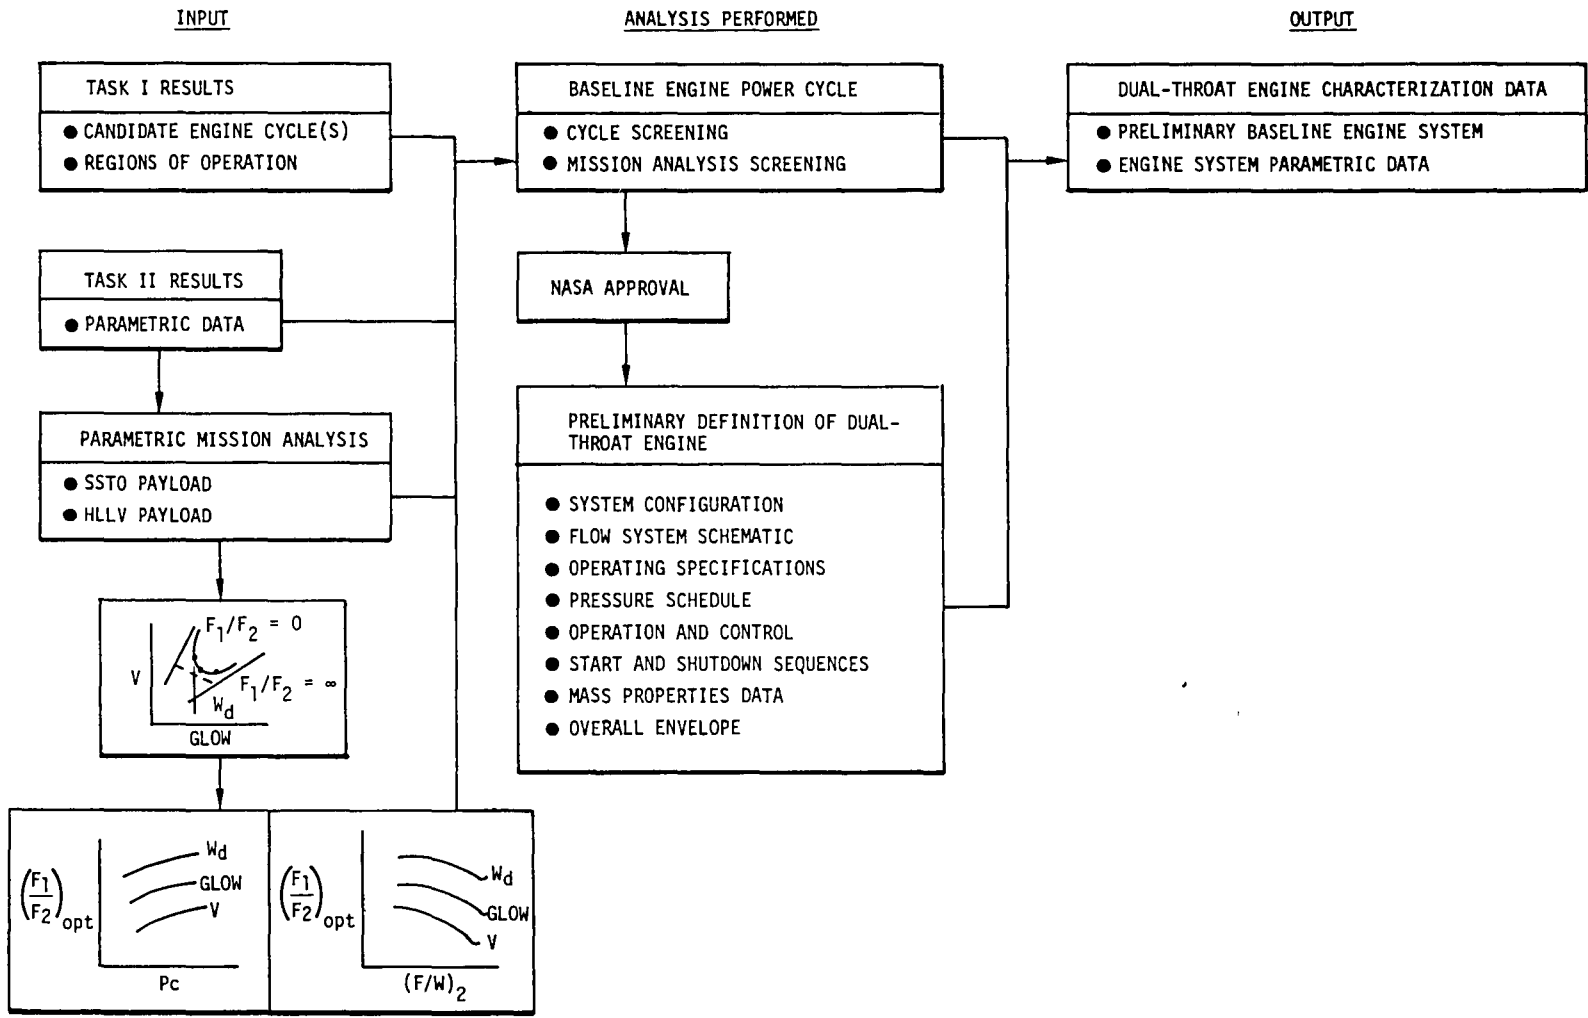 INPUT
TASK I RESULTS
● CANDIDATE ENGINE CYCLE(S)
● REGIONS OF OPERATION
TASK II RESULTS
● PARAMETRIC DATA
PARAMETRIC MISSION ANALYSIS
● SSTO PAYLOAD
● HLLV PAYLOAD
F1/F2 = 0
V
F1/F2 = ∞
Wd
GLOW
(F1/F2)opt
Wd
GLOW
V
Pc
(F1/F2)opt
Wd
GLOW
V
(F/W)2
ANALYSIS PERFORMED
BASELINE ENGINE POWER CYCLE
● CYCLE SCREENING
● MISSION ANALYSIS SCREENING
NASA APPROVAL
PRELIMINARY DEFINITION OF DUAL-
THROAT ENGINE
● SYSTEM CONFIGURATION
● FLOW SYSTEM SCHEMATIC
● OPERATING SPECIFICATIONS
● PRESSURE SCHEDULE
● OPERATION AND CONTROL
● START AND SHUTDOWN SEQUENCES
● MASS PROPERTIES DATA
● OVERALL ENVELOPE
OUTPUT
DUAL-THROAT ENGINE CHARACTERIZATION DATA
● PRELIMINARY BASELINE ENGINE SYSTEM
● ENGINE SYSTEM PARAMETRIC DATA